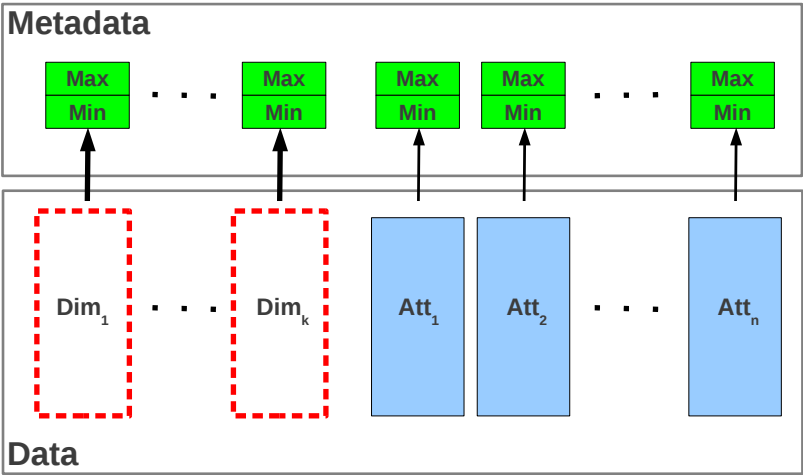 Metadata
Max Max Max Max Max
. . . . . .
Min Min Min Min Min
Dim1 . . . Dimk Att1 Att2 . . . Attn
Data